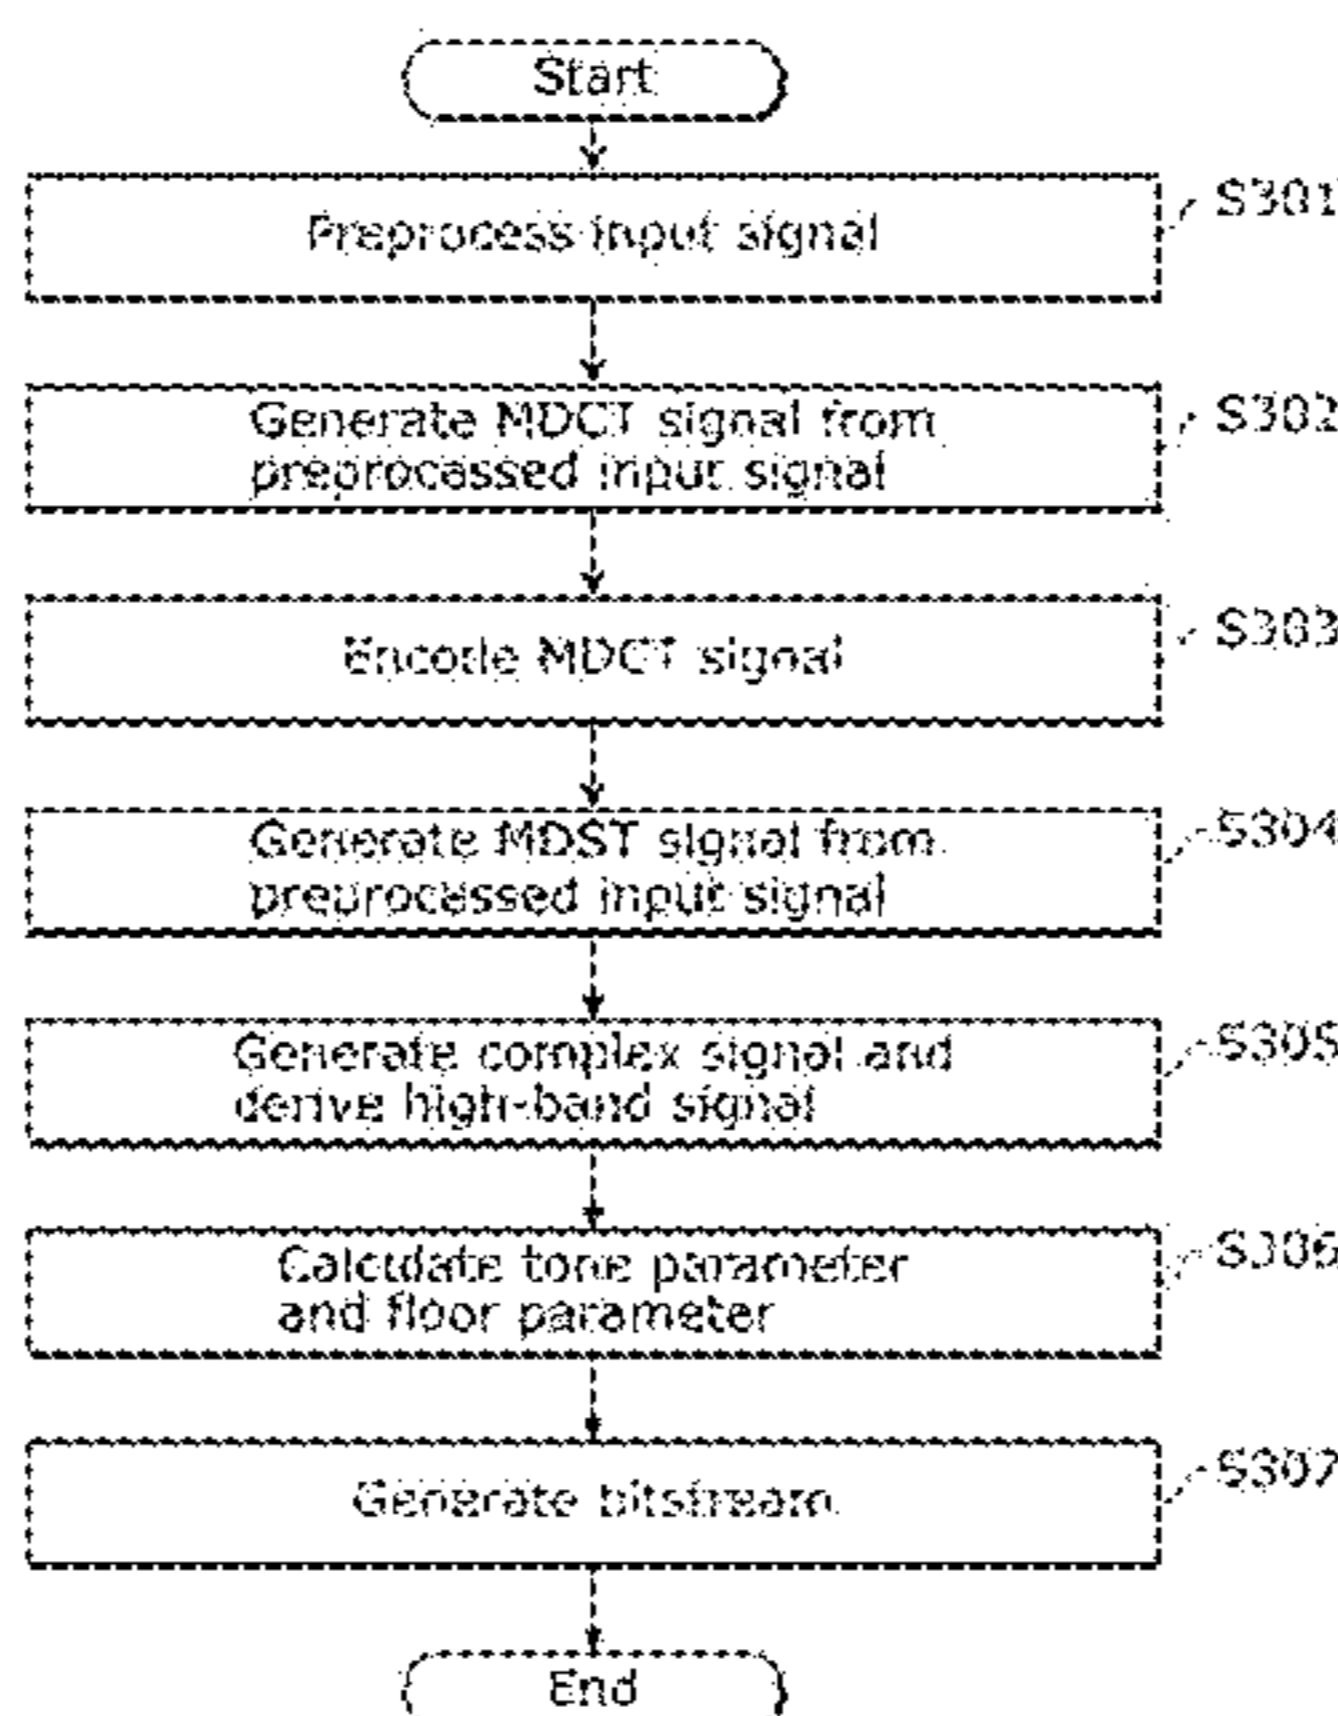 Start
Preprocess input signal
S301
Generate MDCT signal from
preprocassed input signal
S302
Encode MDCT signal
S303
Generate MDST signal from
preprocassed input signal
S304
Generate complex signal and
derive high-band signal
S305
Calculate tone parameter
and floor parameter
S306
Generate bitstream
S307
End